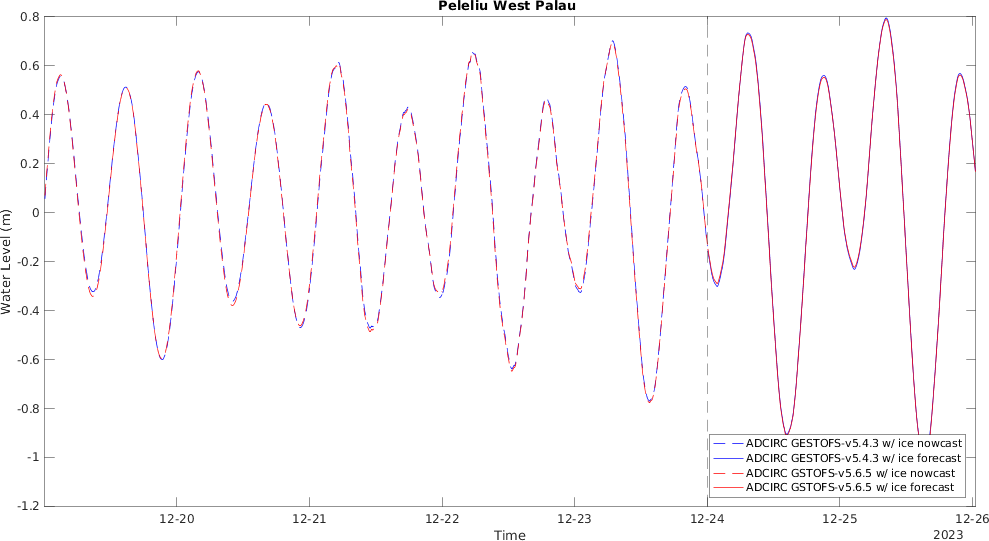 Peleliu West Palau
0.8
0.6
0.4
0.2
0
-0.2
-0.4
-0.6
-0.8
-1
-1.2
Water Level (m)
ADCIRC GESTOFS-v5.4.3 w/ ice nowcast
ADCIRC GESTOFS-v5.4.3 w/ ice forecast
ADCIRC GSTOFS-v5.6.5 w/ ice nowcast
ADCIRC GSTOFS-v5.6.5 w/ ice forecast
12-20 12-21 12-22 12-23 12-24 12-25 12-26
Time
2023